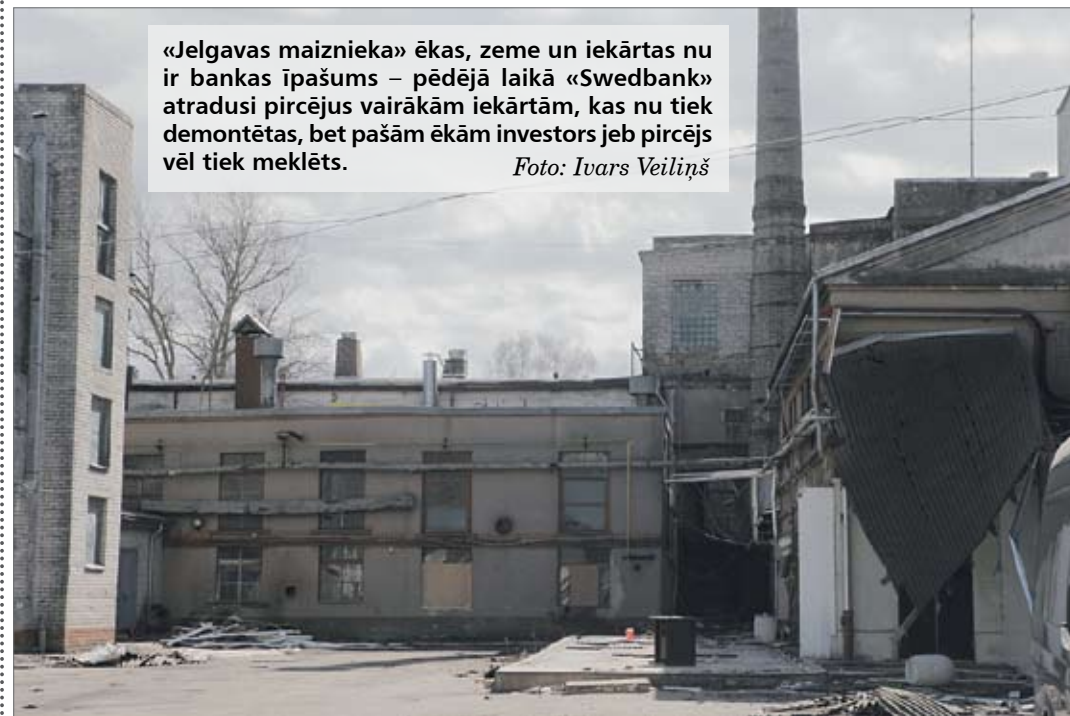 «Jelgavas maiznieka» ēkas, zeme un iekārtas nu
ir bankas īpašums – pēdējā laikā «Swedbank»
atradusi pircējus vairākām iekārtām, kas nu tiek
demontētas, bet pašām ēkām investors jeb pircējs
vēl tiek meklēts. Foto: Ivars Veiliņš